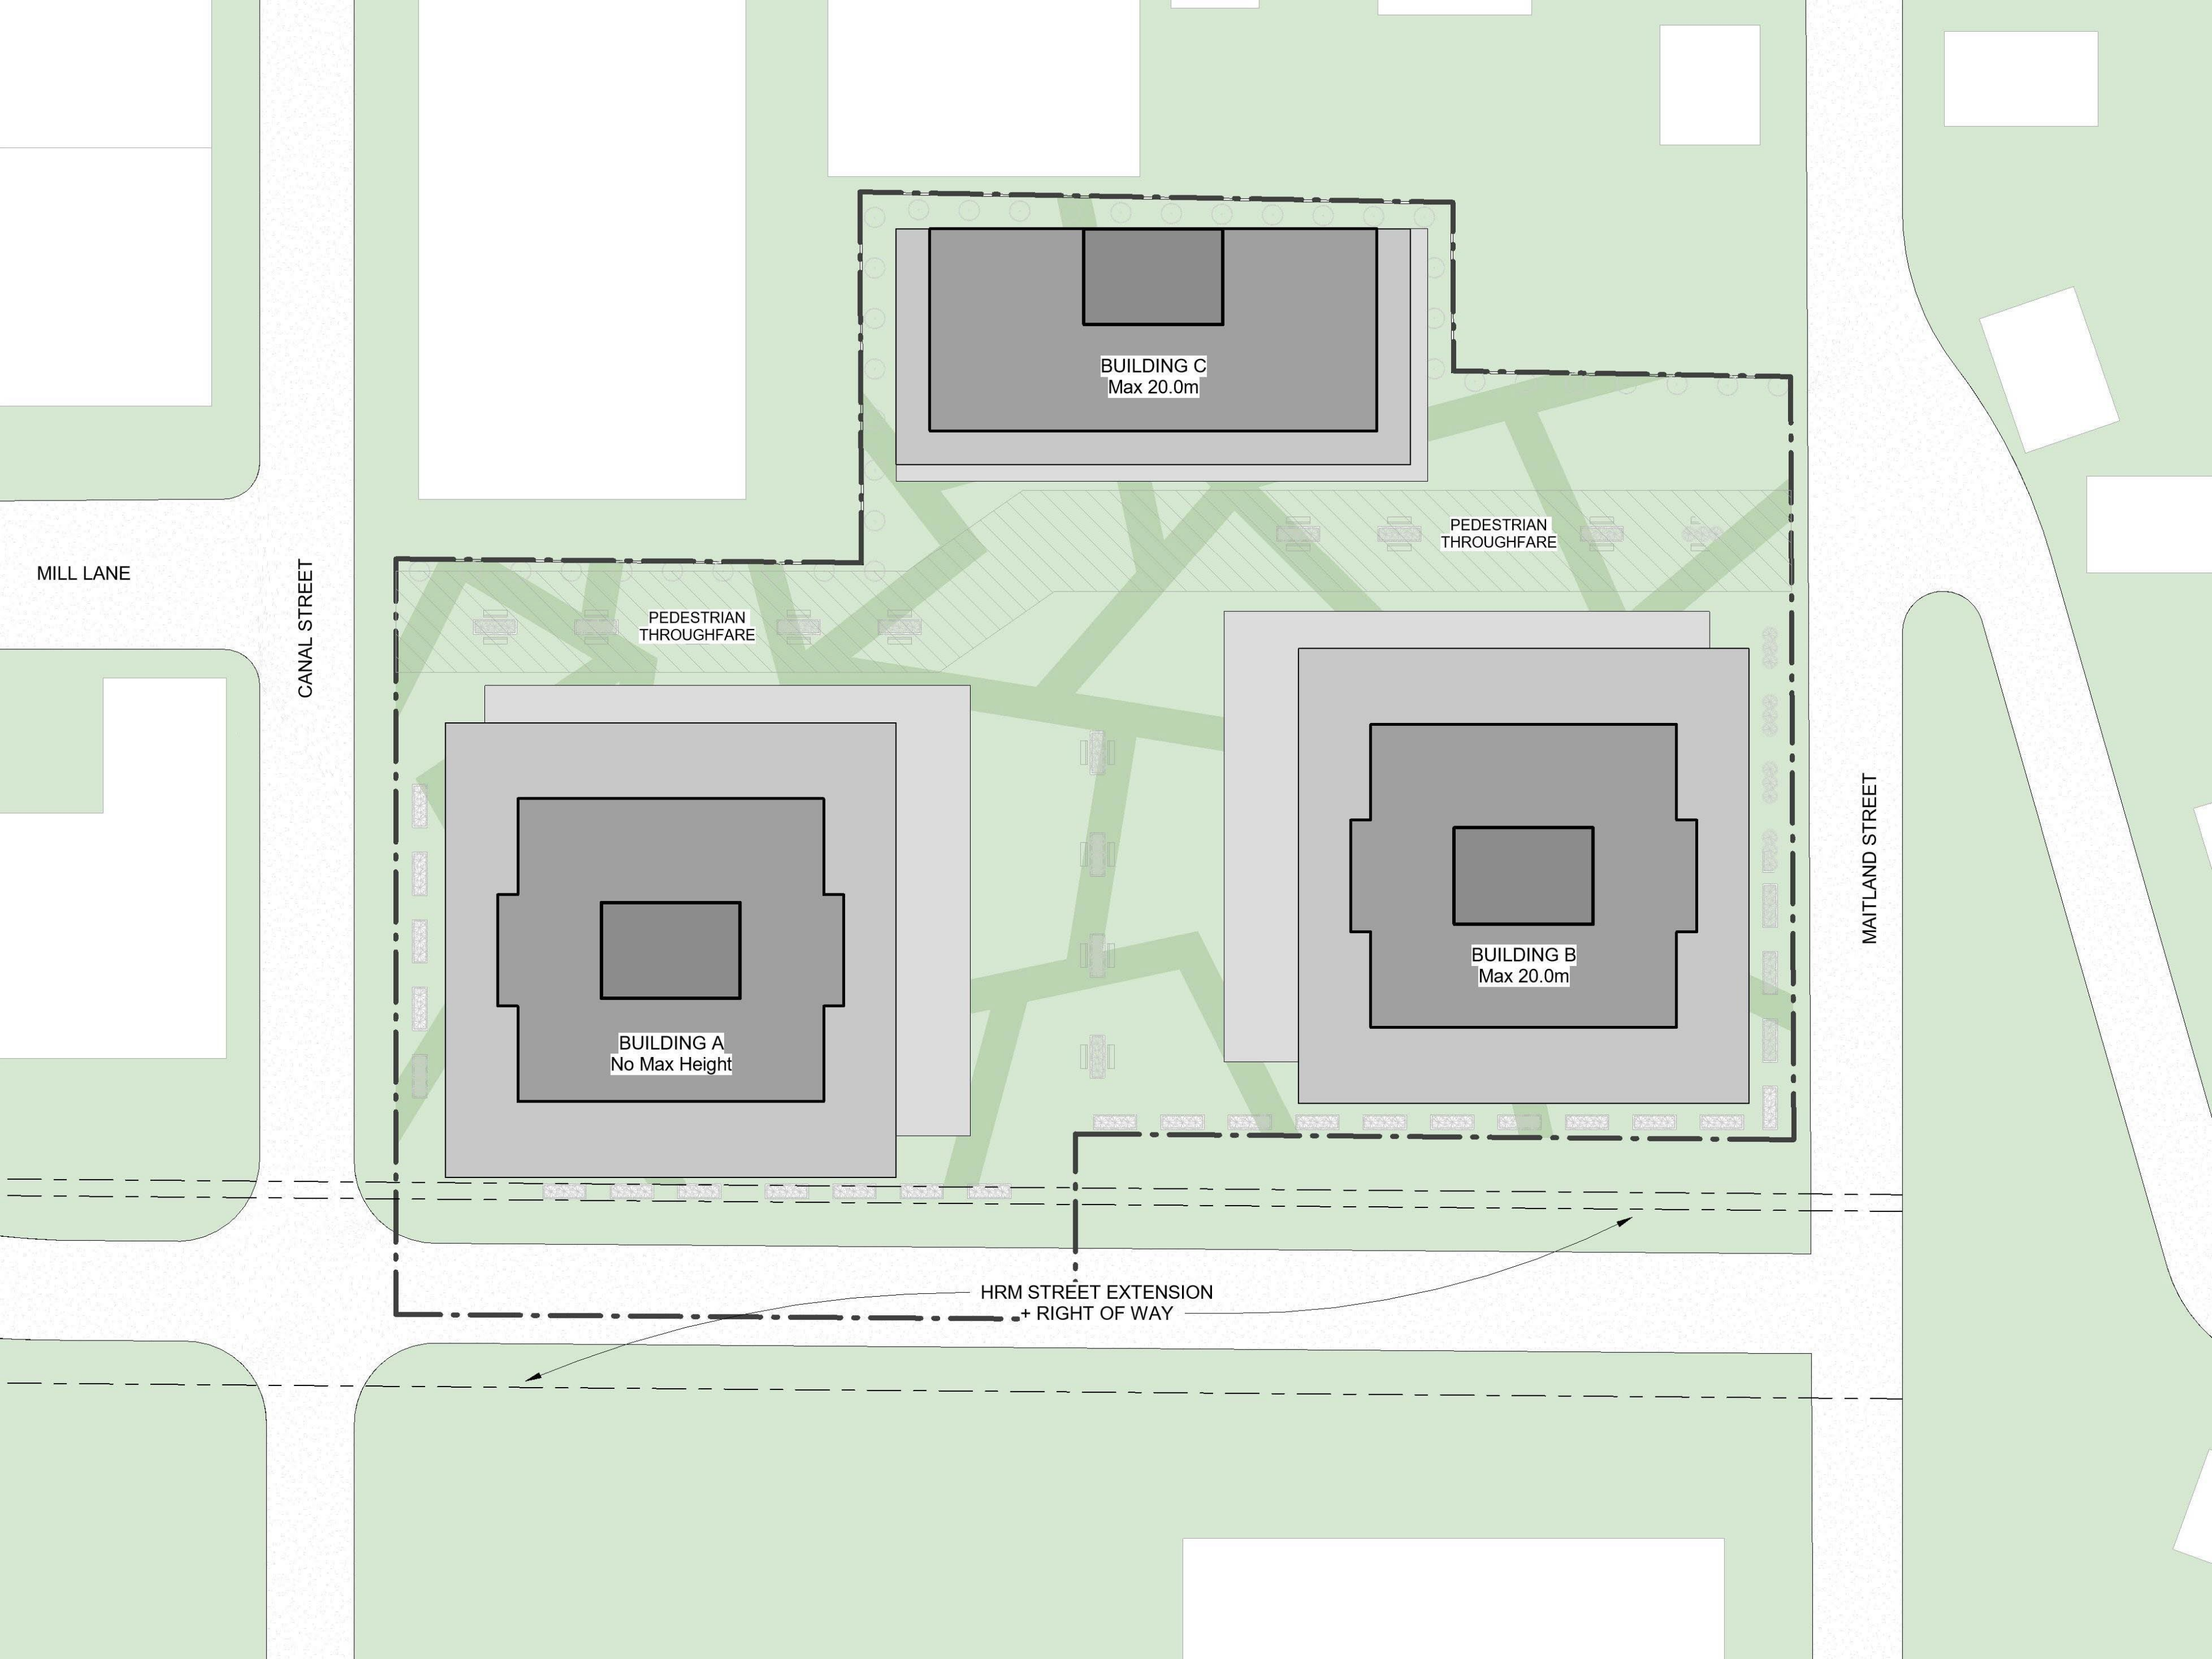 BUILDING C
Max 20.0m
PEDESTRIAN
THROUGHFARE
MILL LANE
CANAL STREET
PEDESTRIAN
THROUGHFARE
MAITLAND STREET
BUILDING B
Max 20.0m
BUILDING A
No Max Height
HRM STREET EXTENSION
+ RIGHT OF WAY